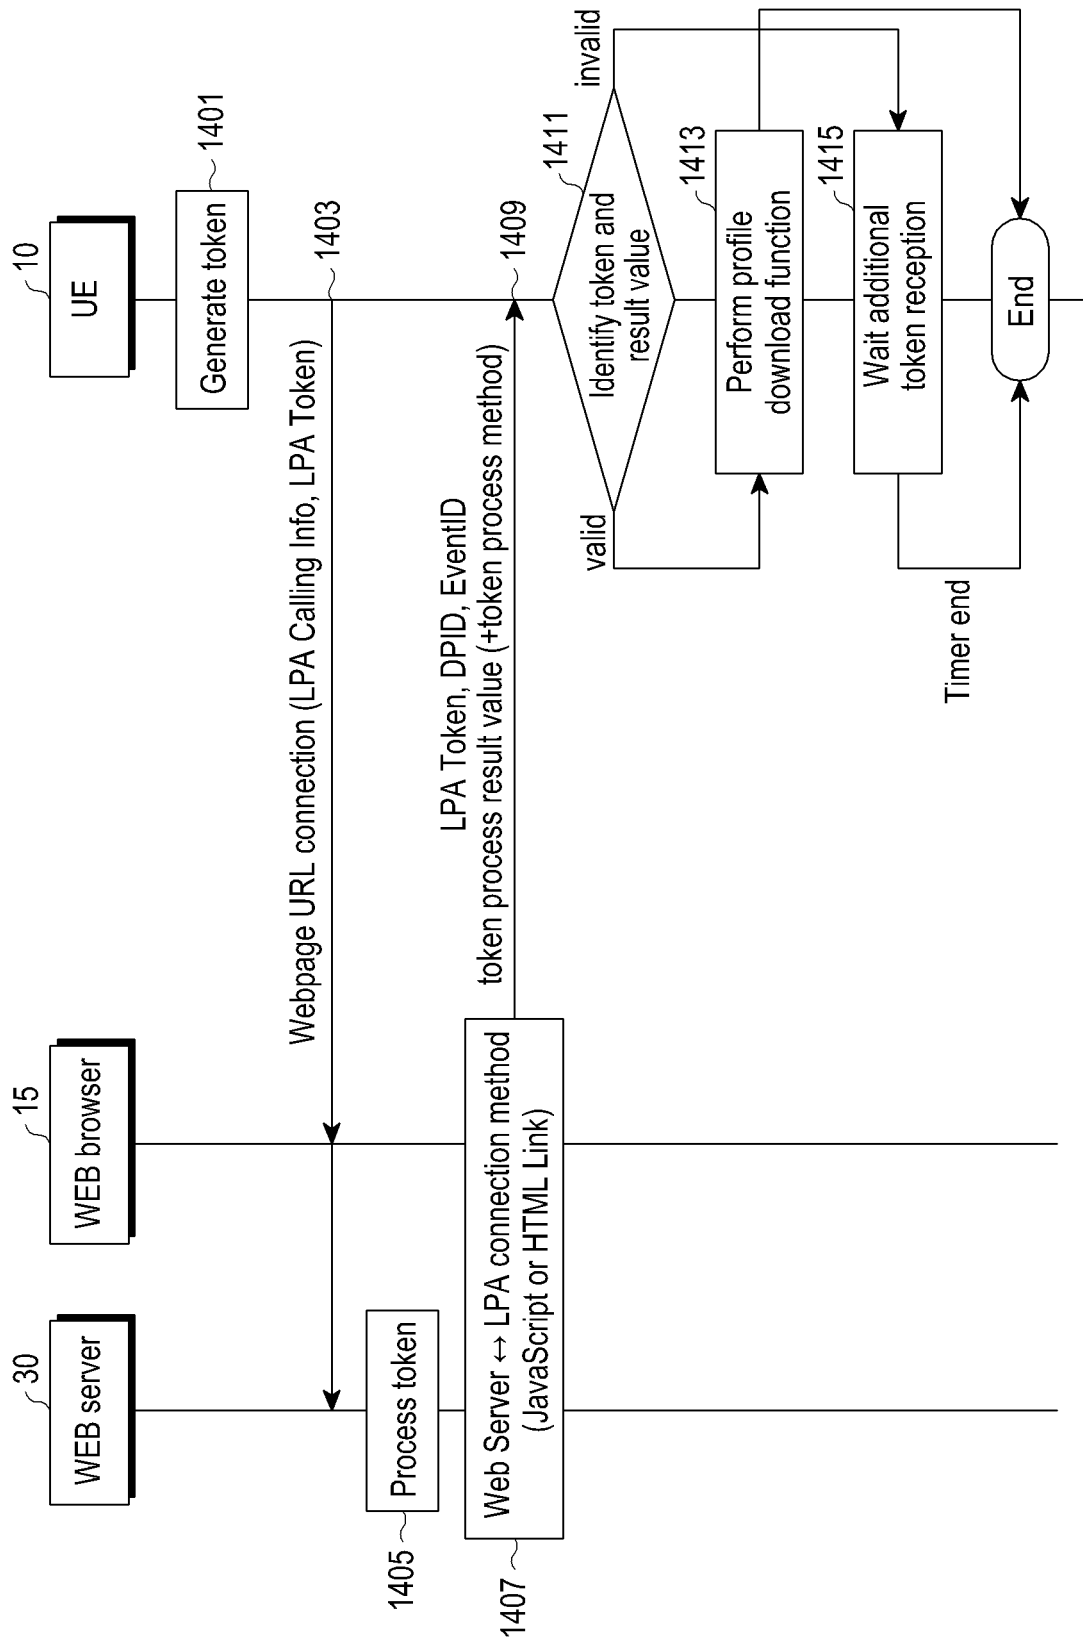 30
WEB server
15
WEB browser
10
UE
Generate token
1401
Webpage URL connection (LPA Calling Info, LPA Token)
1403
Process token
1405
Web Server ↔ LPA connection method
(JavaScript or HTML Link)
1407
LPA Token, DPID, EventID
token process result value (+token process method)
1409
1411
Identify token and
result value
valid
invalid
1413
Perform profile
download function
1415
Wait additional
token reception
Timer end
End